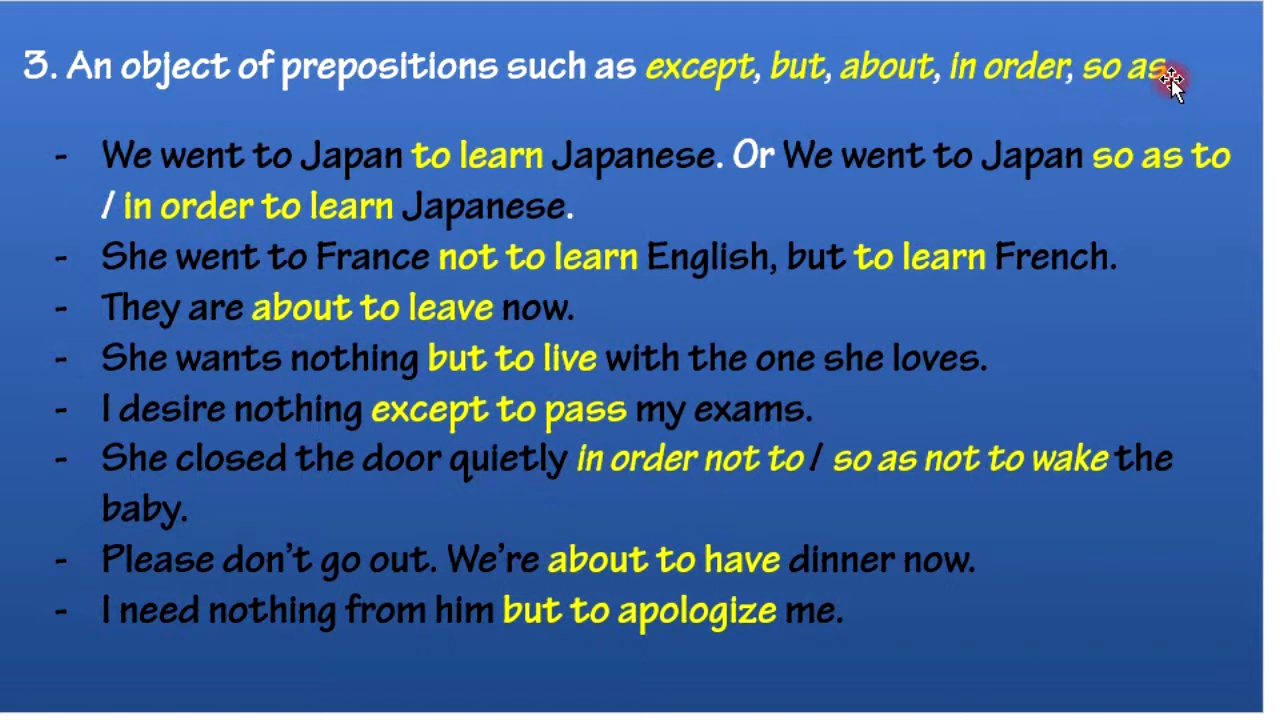 3. An object of prepositions such as except, but, about, in order, so as
- We went to Japan to learn Japanese. Or We went to Japan so as to
/ in order to learn Japanese.
- She went to France not to learn English, but to learn French.
- They are about to leave now.
- She wants nothing but to live with the one she loves.
- I desire nothing except to pass my exams.
- She closed the door quietly in order not to / so as not to wake the
baby.
- Please don't go out. We're about to have dinner now.
- I need nothing from him but to apologize me.